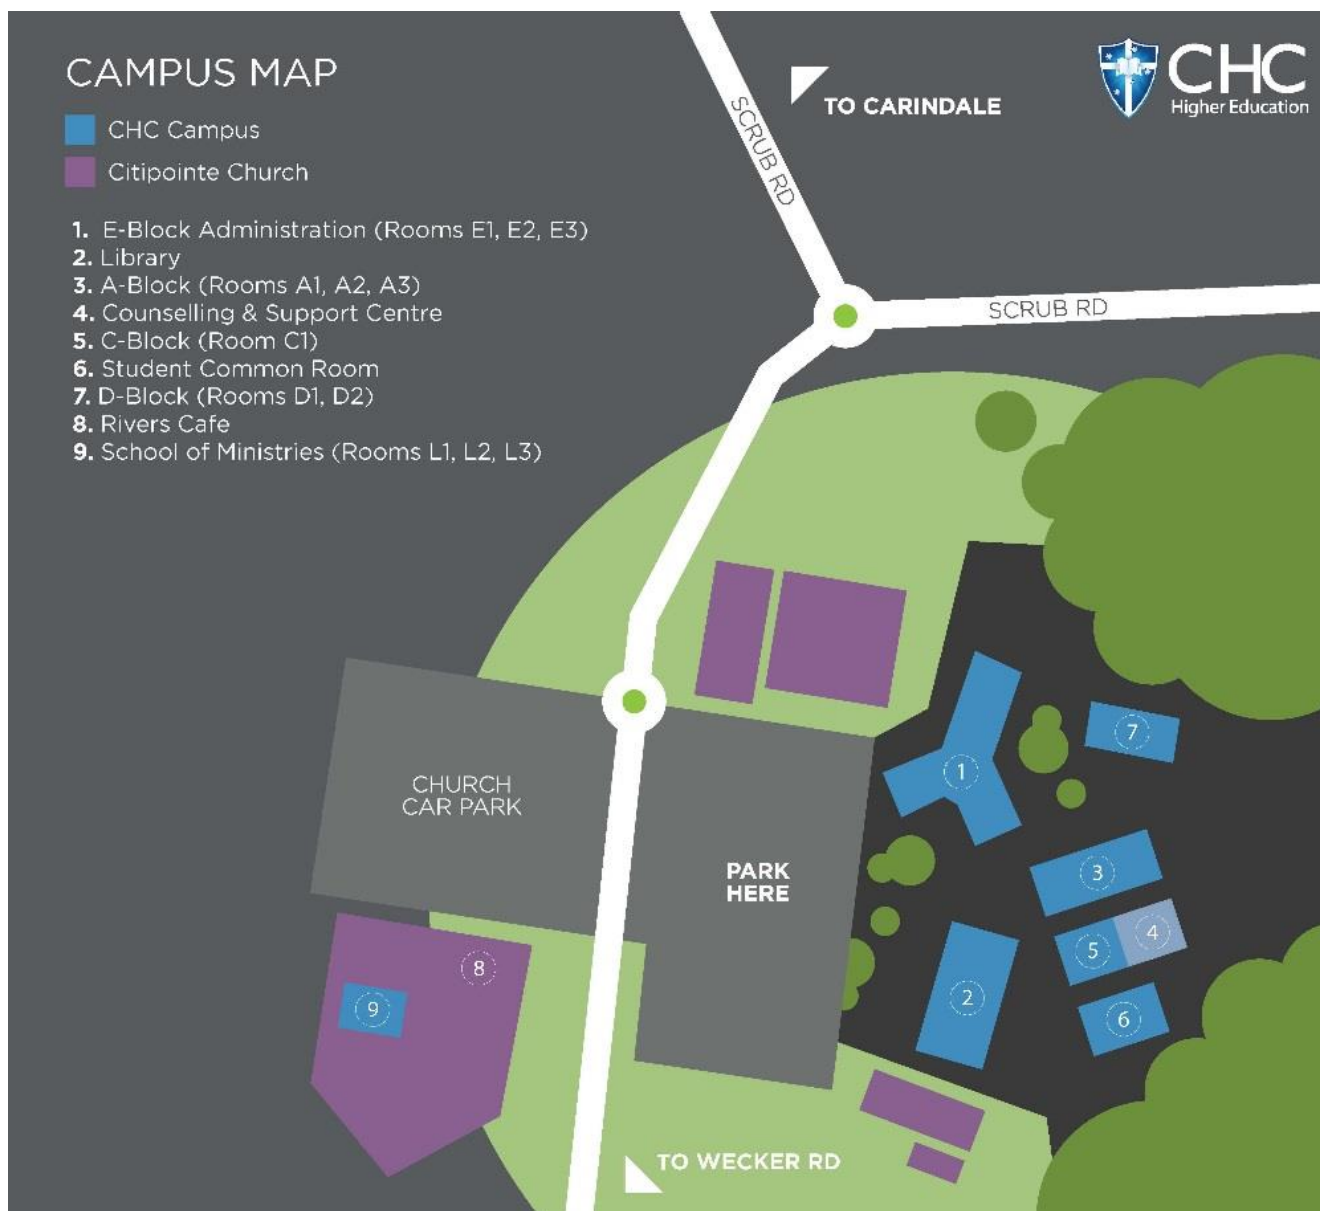 CAMPUS MAP
CHC Campus
Citipointe Church
1. E-Block Administration (Rooms E1, E2, E3)
2. Library
3. A-Block (Rooms A1, A2, A3)
4. Counselling & Support Centre
5. C-Block (Room C1)
6. Student Common Room
7. D-Block (Rooms D1, D2)
8. Rivers Cafe
9. School of Ministries (Rooms L1, L2, L3)
CHC
Higher Education
TO CARINDALE
SCRUB RD
SCRUB RD
CHURCH
CAR PARK
PARK
HERE
7
1
3
4
5
2
6
8
9
TO WECKER RD